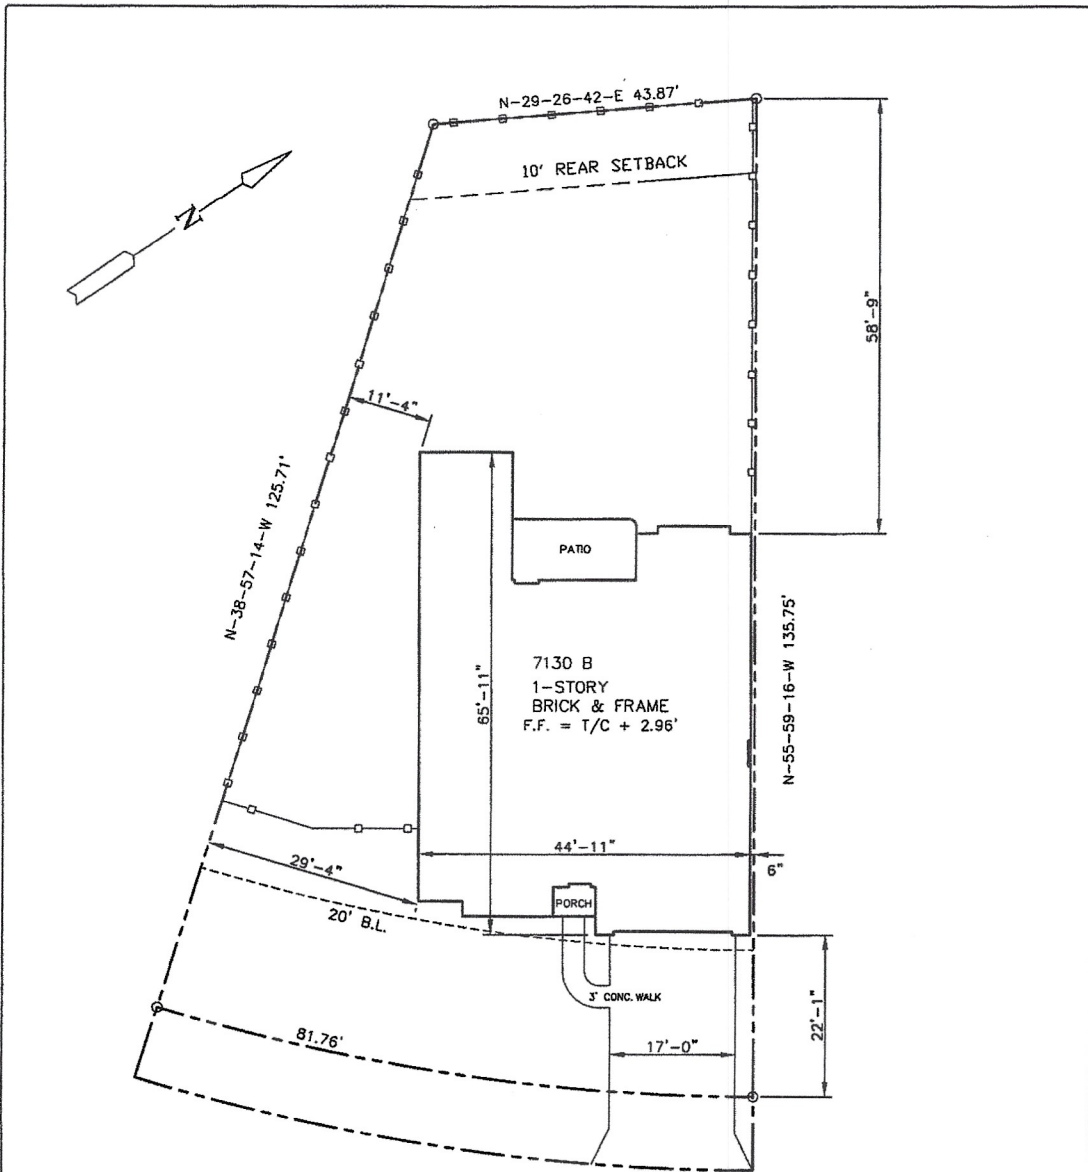 N-29-26-42-E 43.87'
10' REAR SETBACK
N
58'-9"
11'-4"
N-38-57-14-W 125.71'
PATIO
7130 B
1-STORY
BRICK & FRAME
F.F. = T/C + 2.96'
65'-11"
N-55-59-16-W 135.75'
44'-11"
6"
29'-4"
PORCH
20' B.L.
3' CONC. WALK
22'-1"
81.76'
17'-0"